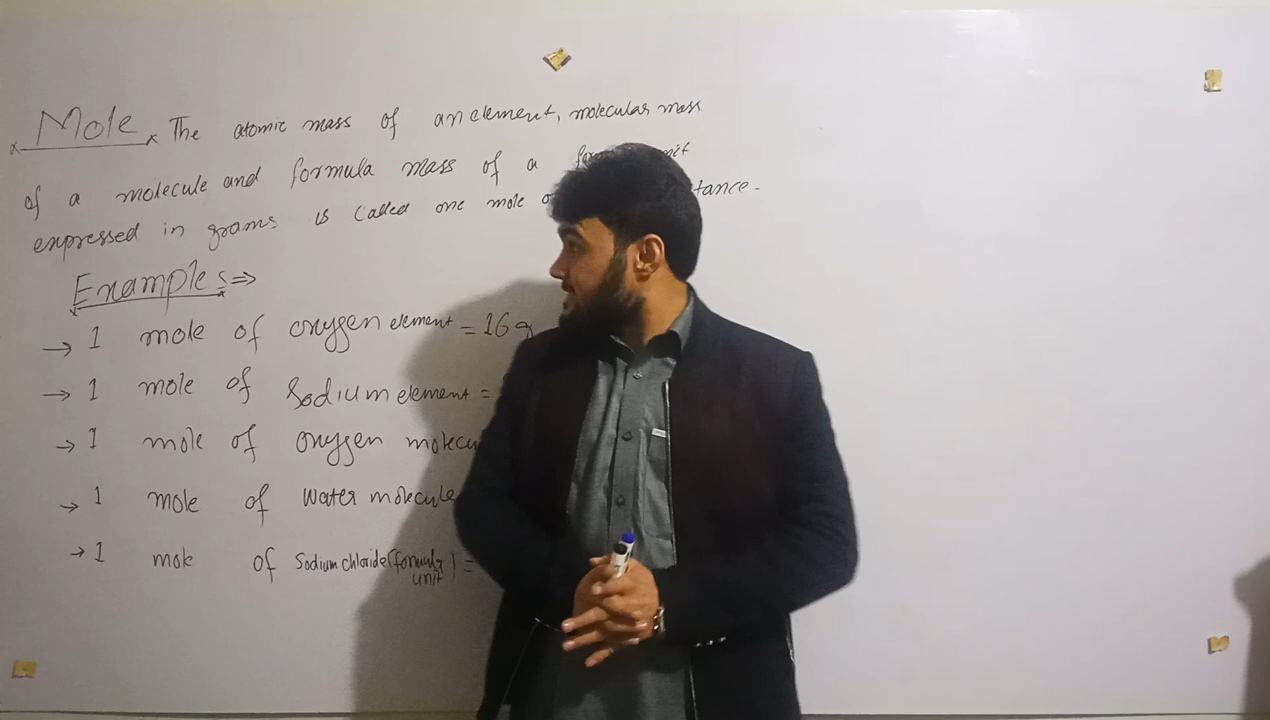 Mole The atomic mass of an element, molecular mass
of a molecule and formula mass of a
expressed in grams is called one mole
Examples ⇒
→ 1 mole of oxygen element = 16 g
→ 1 mole of Sodium element =
→ 1 mole of oxygen
→ 1 mole of water molecule
→ 1 mole of Sodium chloride (formula unit) =